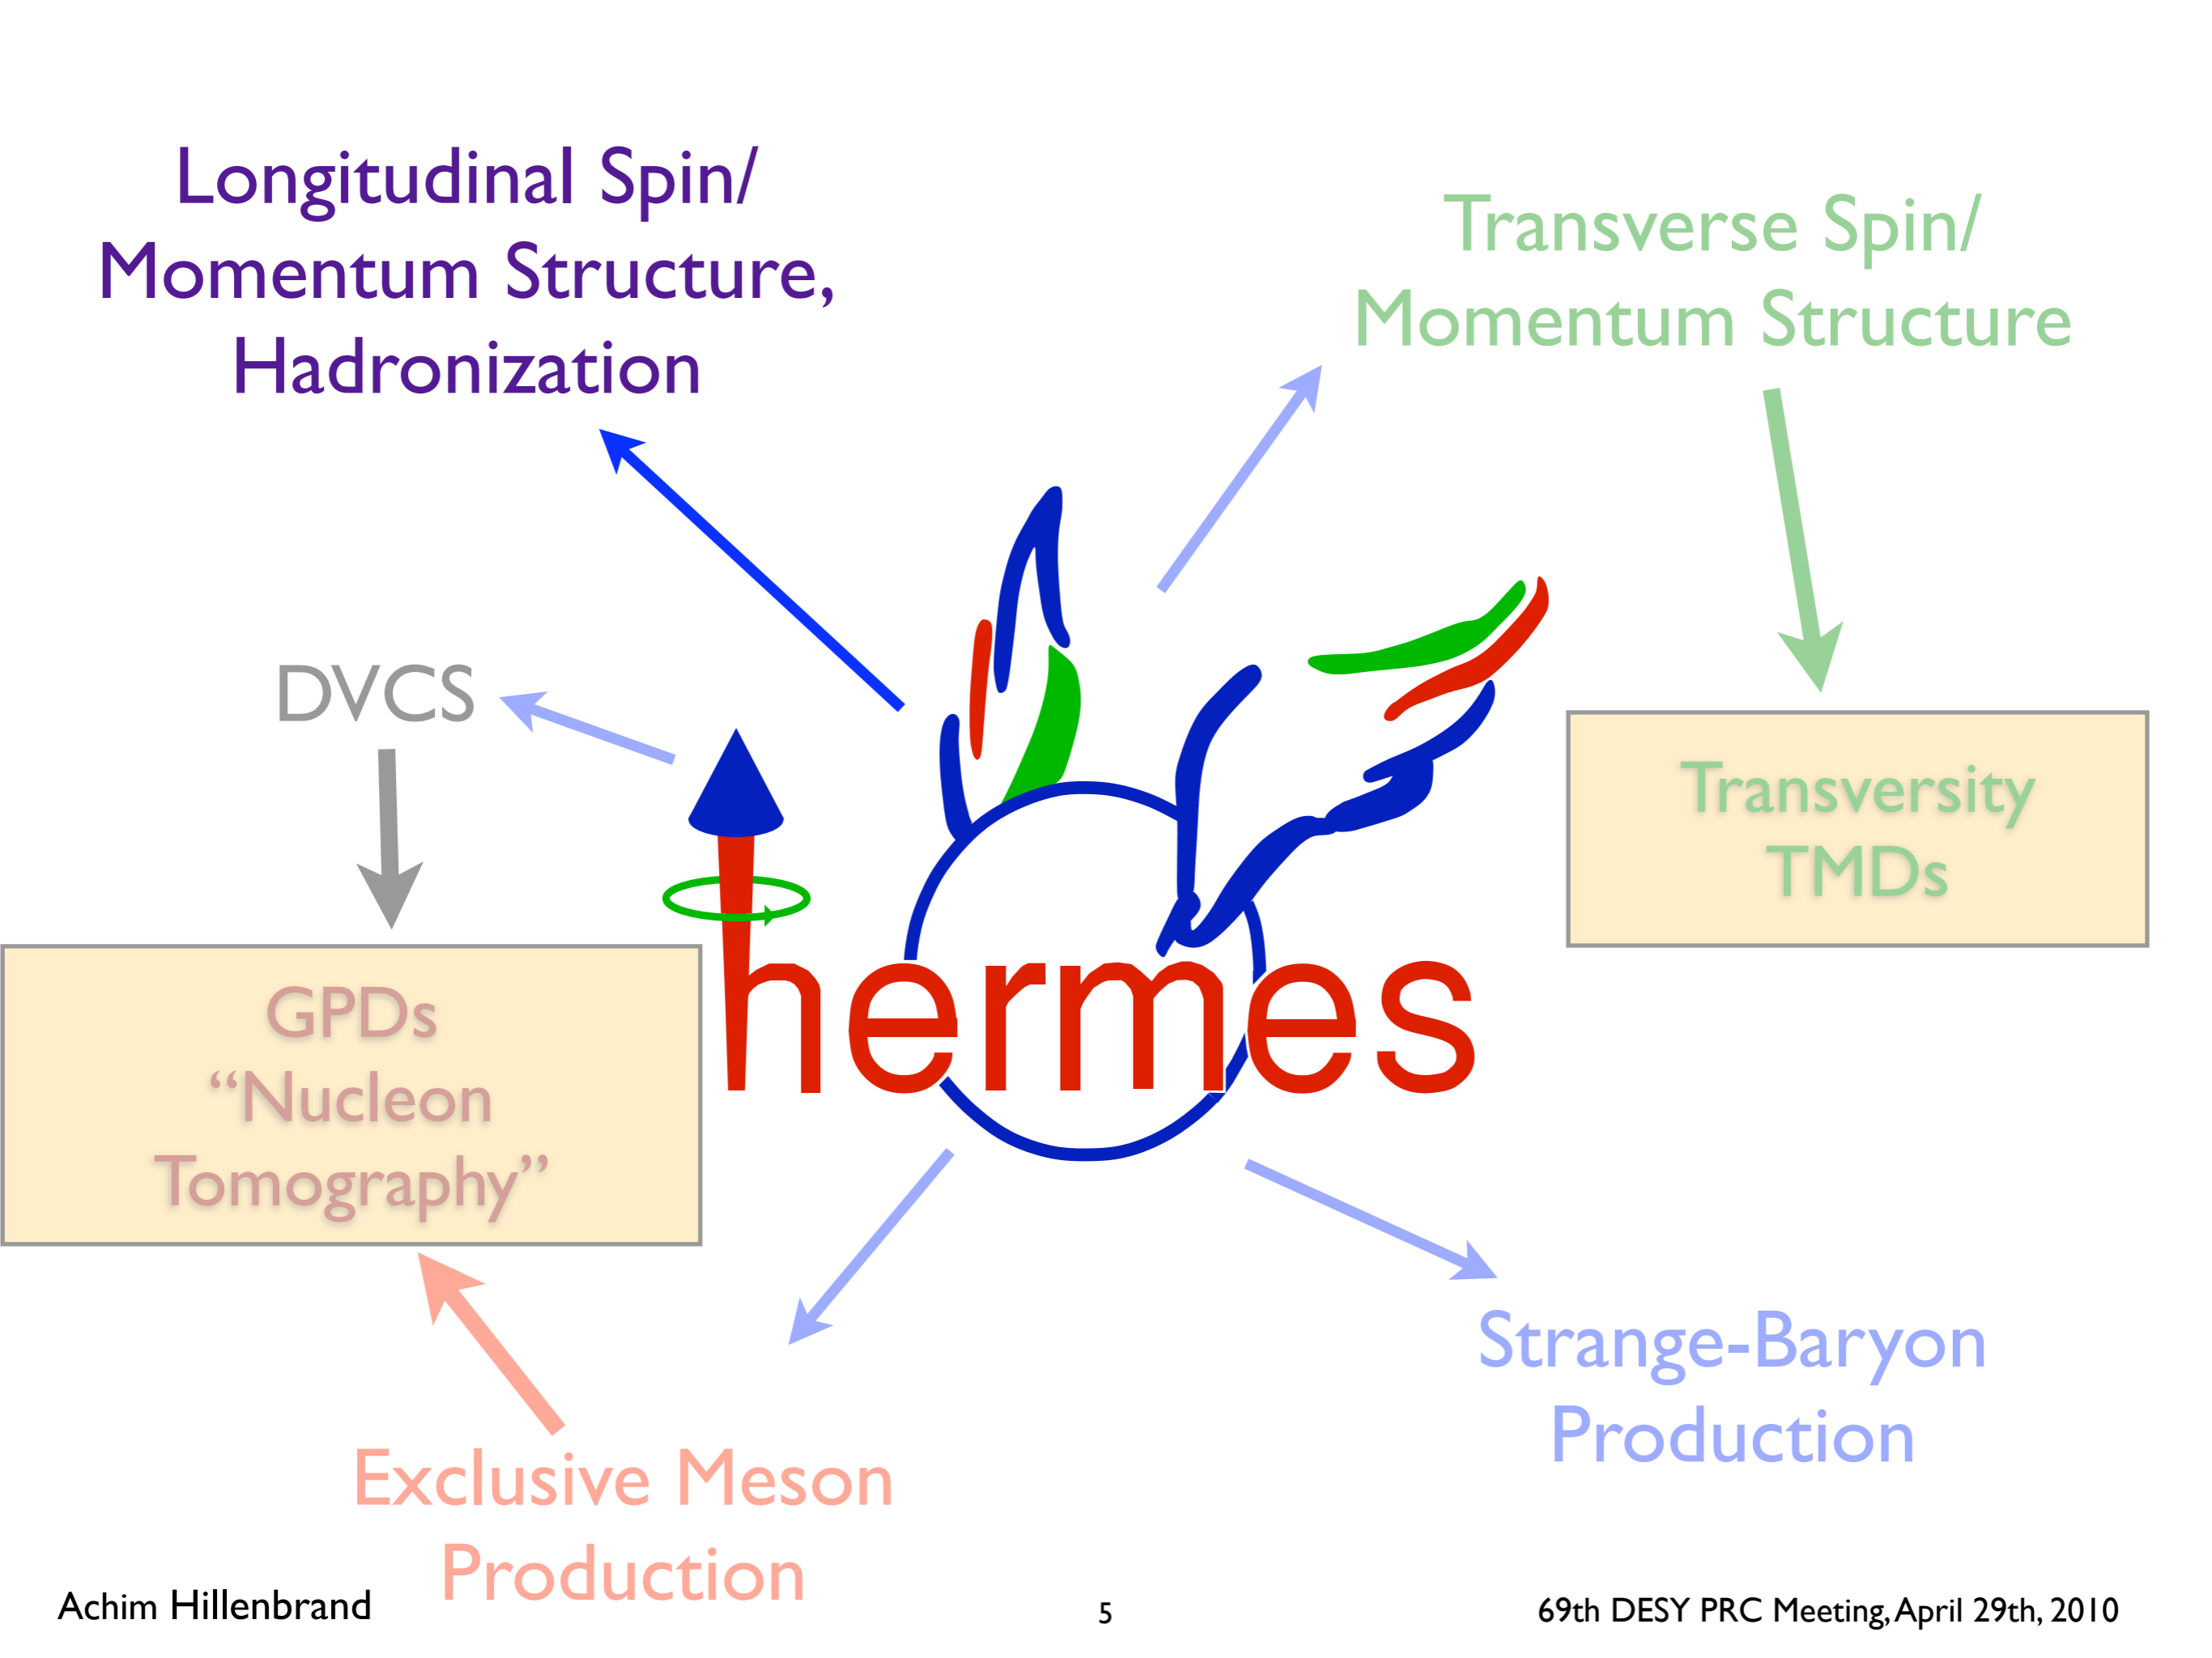 Longitudinal Spin/
Momentum Structure,
Hadronization
Transverse Spin/
Momentum Structure
DVCS
Transversity
TMDs
hermes
GPDs
“Nucleon
Tomography”
Strange-Baryon
Production
Exclusive Meson
Production
Achim Hillenbrand
5
69th DESY PRC Meeting, April 29th, 2010